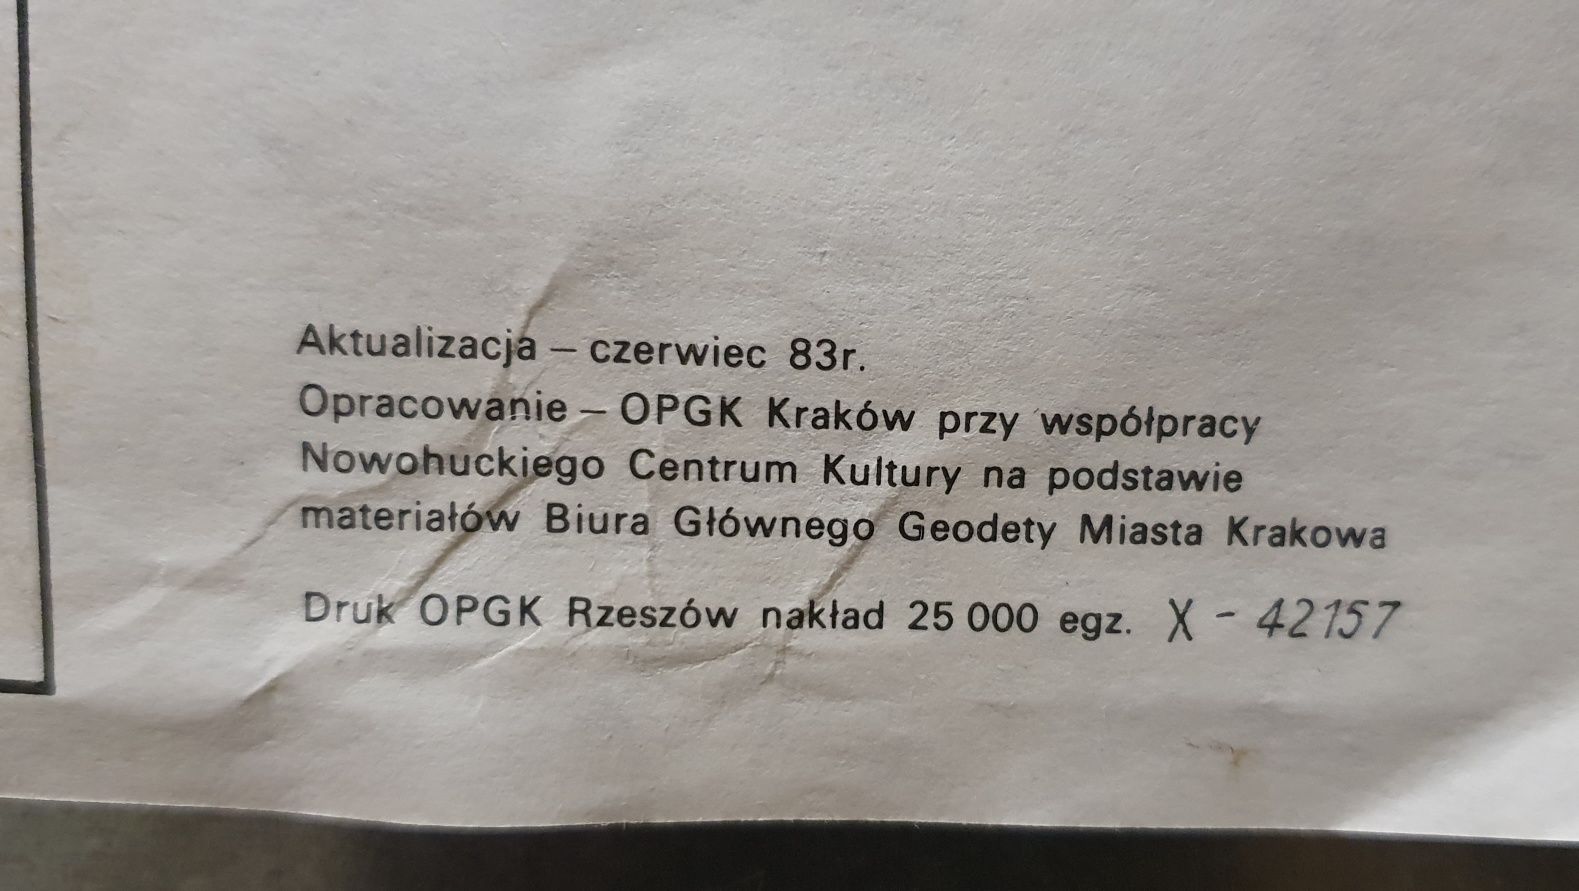 Aktualizacja – czerwiec 83r.
Opracowanie – OPGK Kraków przy współpracy
Nowohuckiego Centrum Kultury na podstawie
materiałów Biura Głównego Geodety Miasta Krakowa
Druk OPGK Rzeszów nakład 25 000 egz. X - 42157